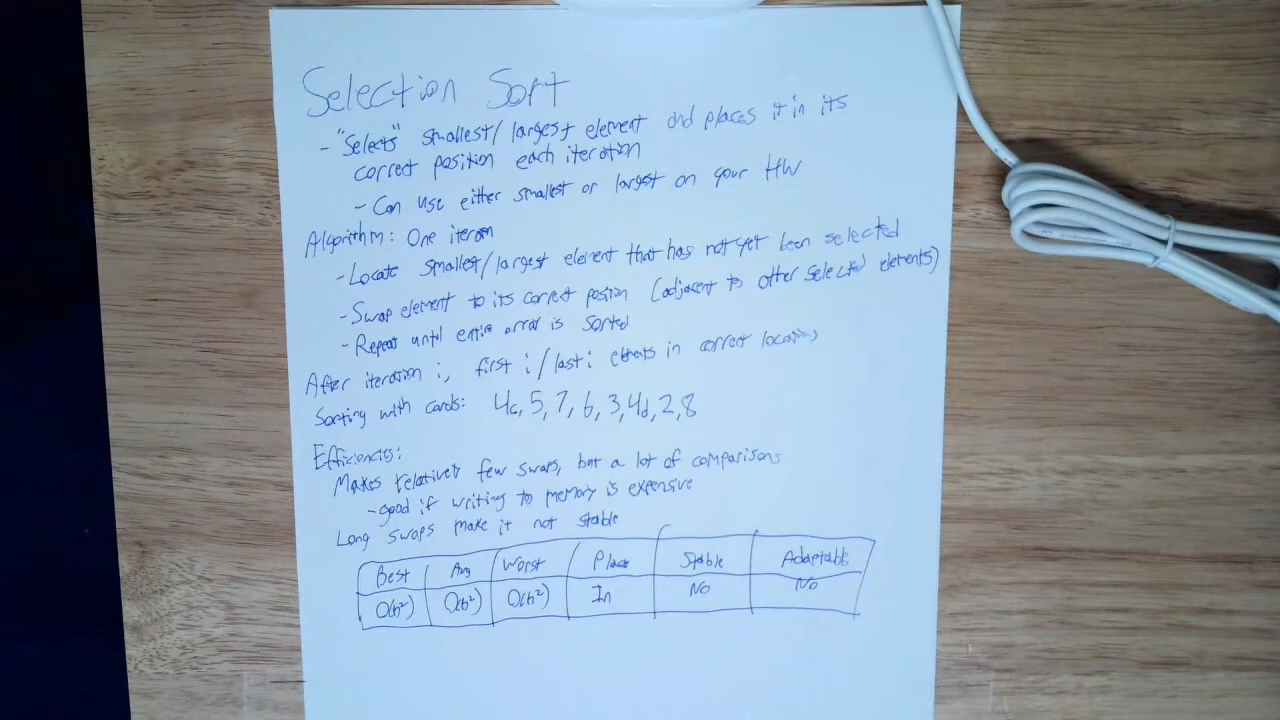 Selection Sort
- "Selects" smallest/largest element and places it in its
correct position each iteration
- Can use either smallest or largest on your HW
Algorithm: One iteraon
- Locate smallest/largest element that has not yet been selected
- Swap element to its correct position (adjacent to other selected elements)
- Repeat until entire array is sorted
After iteration i, first i/last i elements in correct locations
Sorting with cards: 4c, 5, 7, 6, 3, 4d, 2, 8
Efficiencies:
Makes relatively few swaps, but a lot of comparisons
- good if writing to memory is expensive
Long swaps make it not stable
Best Avg Worst Place Stable Adaptable
O(n²) O(n²) O(n²) In No No